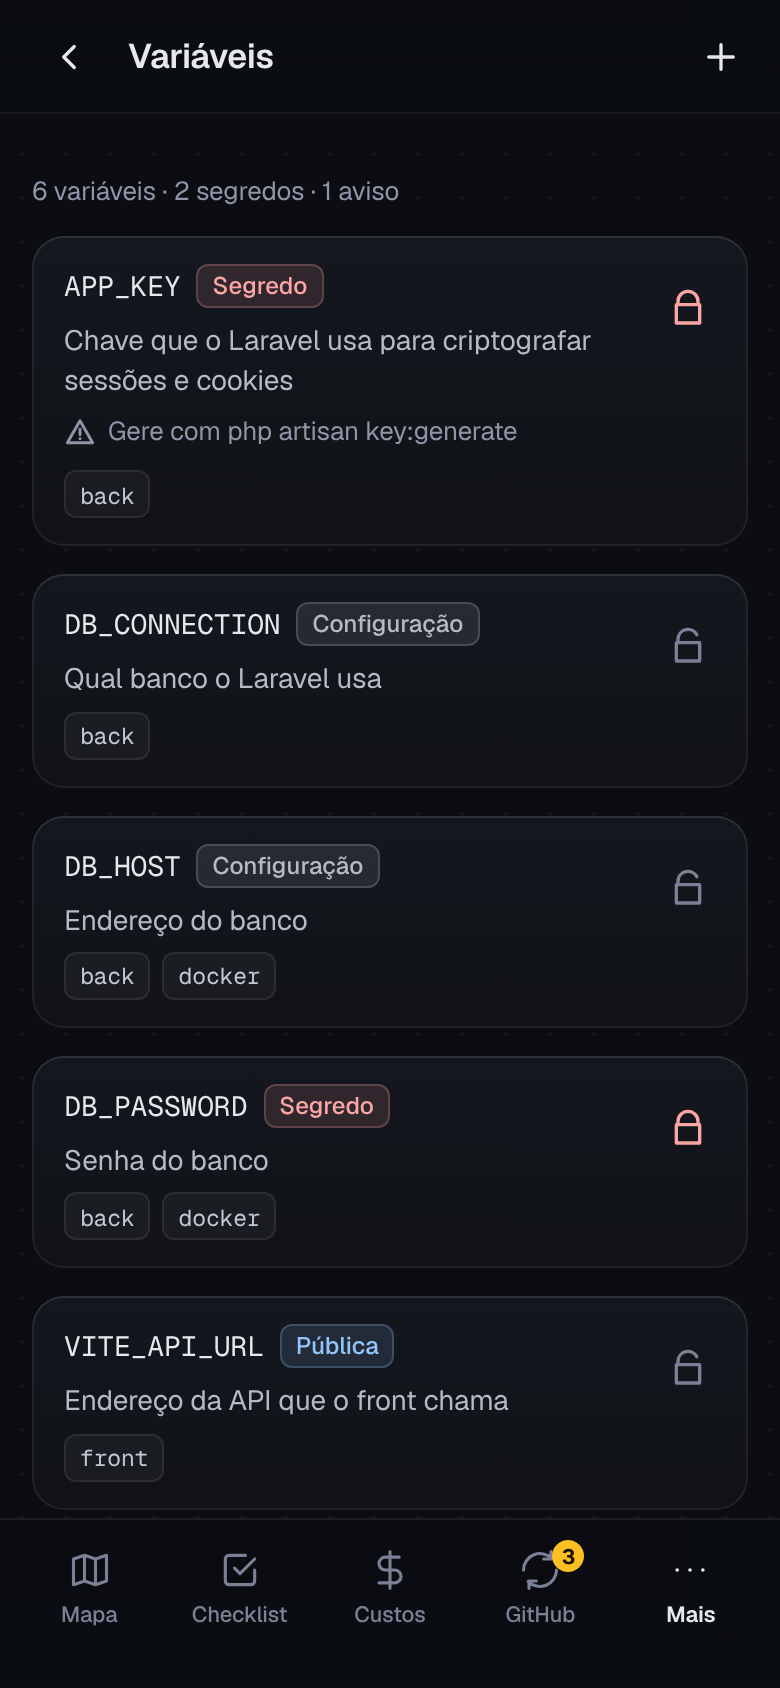 Variáveis
6 variáveis · 2 segredos · 1 aviso
APP_KEY Segredo
Chave que o Laravel usa para criptografar
sessões e cookies
Gere com php artisan key:generate
back
DB_CONNECTION Configuração
Qual banco o Laravel usa
back
DB_HOST Configuração
Endereço do banco
back docker
DB_PASSWORD Segredo
Senha do banco
back docker
VITE_API_URL Pública
Endereço da API que o front chama
front
3
Mapa Checklist Custos GitHub Mais